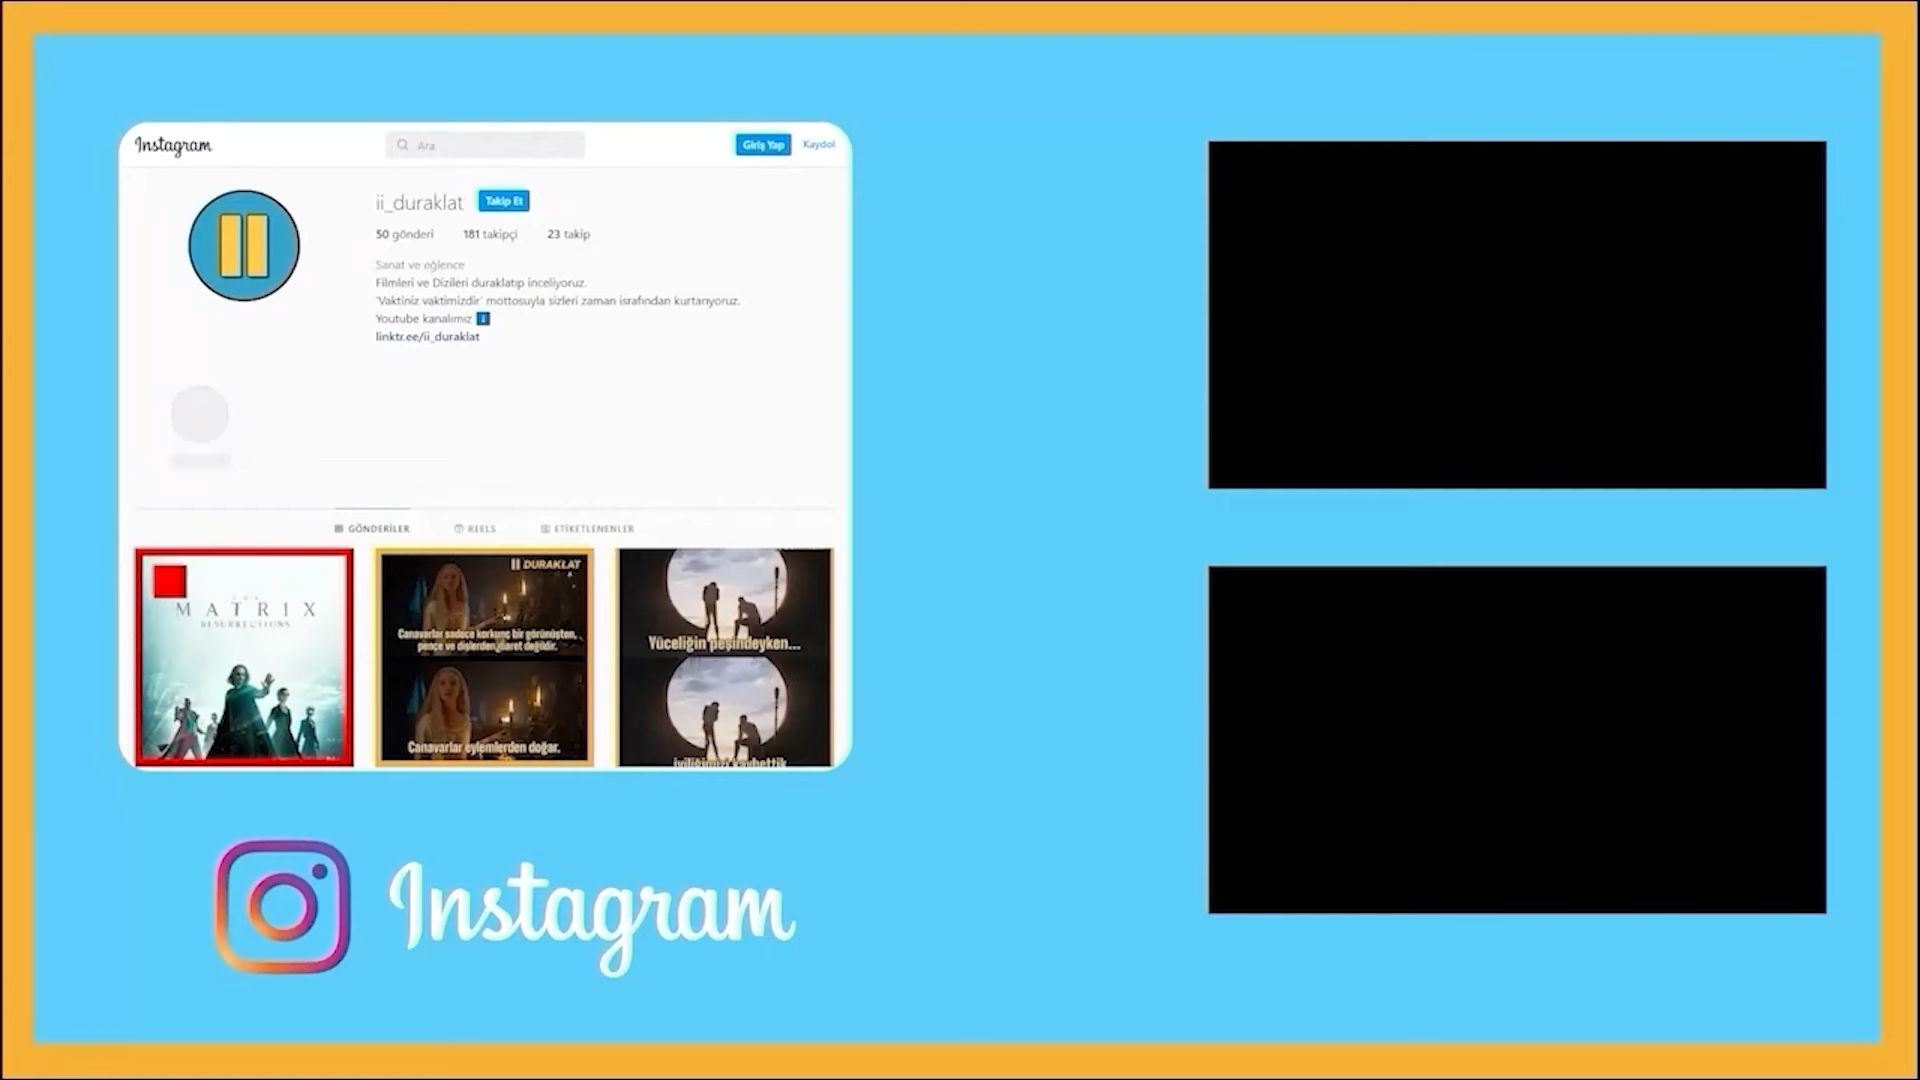 Instagram
Ara
Giriş Yap
Kaydol
ii_duraklat
Takip Et
50 gönderi
181 takipçi
23 takip
Sanat ve eğlence
Filmleri ve Dizileri duraklatıp inceliyoruz.
'Vaktiniz vaktimizdir' mottosuyla sizleri zaman israfından kurtarıyoruz.
Youtube kanalımız
linktr.ee/ii_duraklat
GÖNDERİLER
REELS
ETİKETLENENLER
THE
MATRIX
RESURRECTIONS
DURAKLAT
Canavarlar sadece korkunç bir görünüşten,
pençe ve dişlerden ibaret değildir.
Canavarlar eylemlerden doğar.
Yüceliğin peşindeyken...
iyiliğimizi kaybettik
Instagram